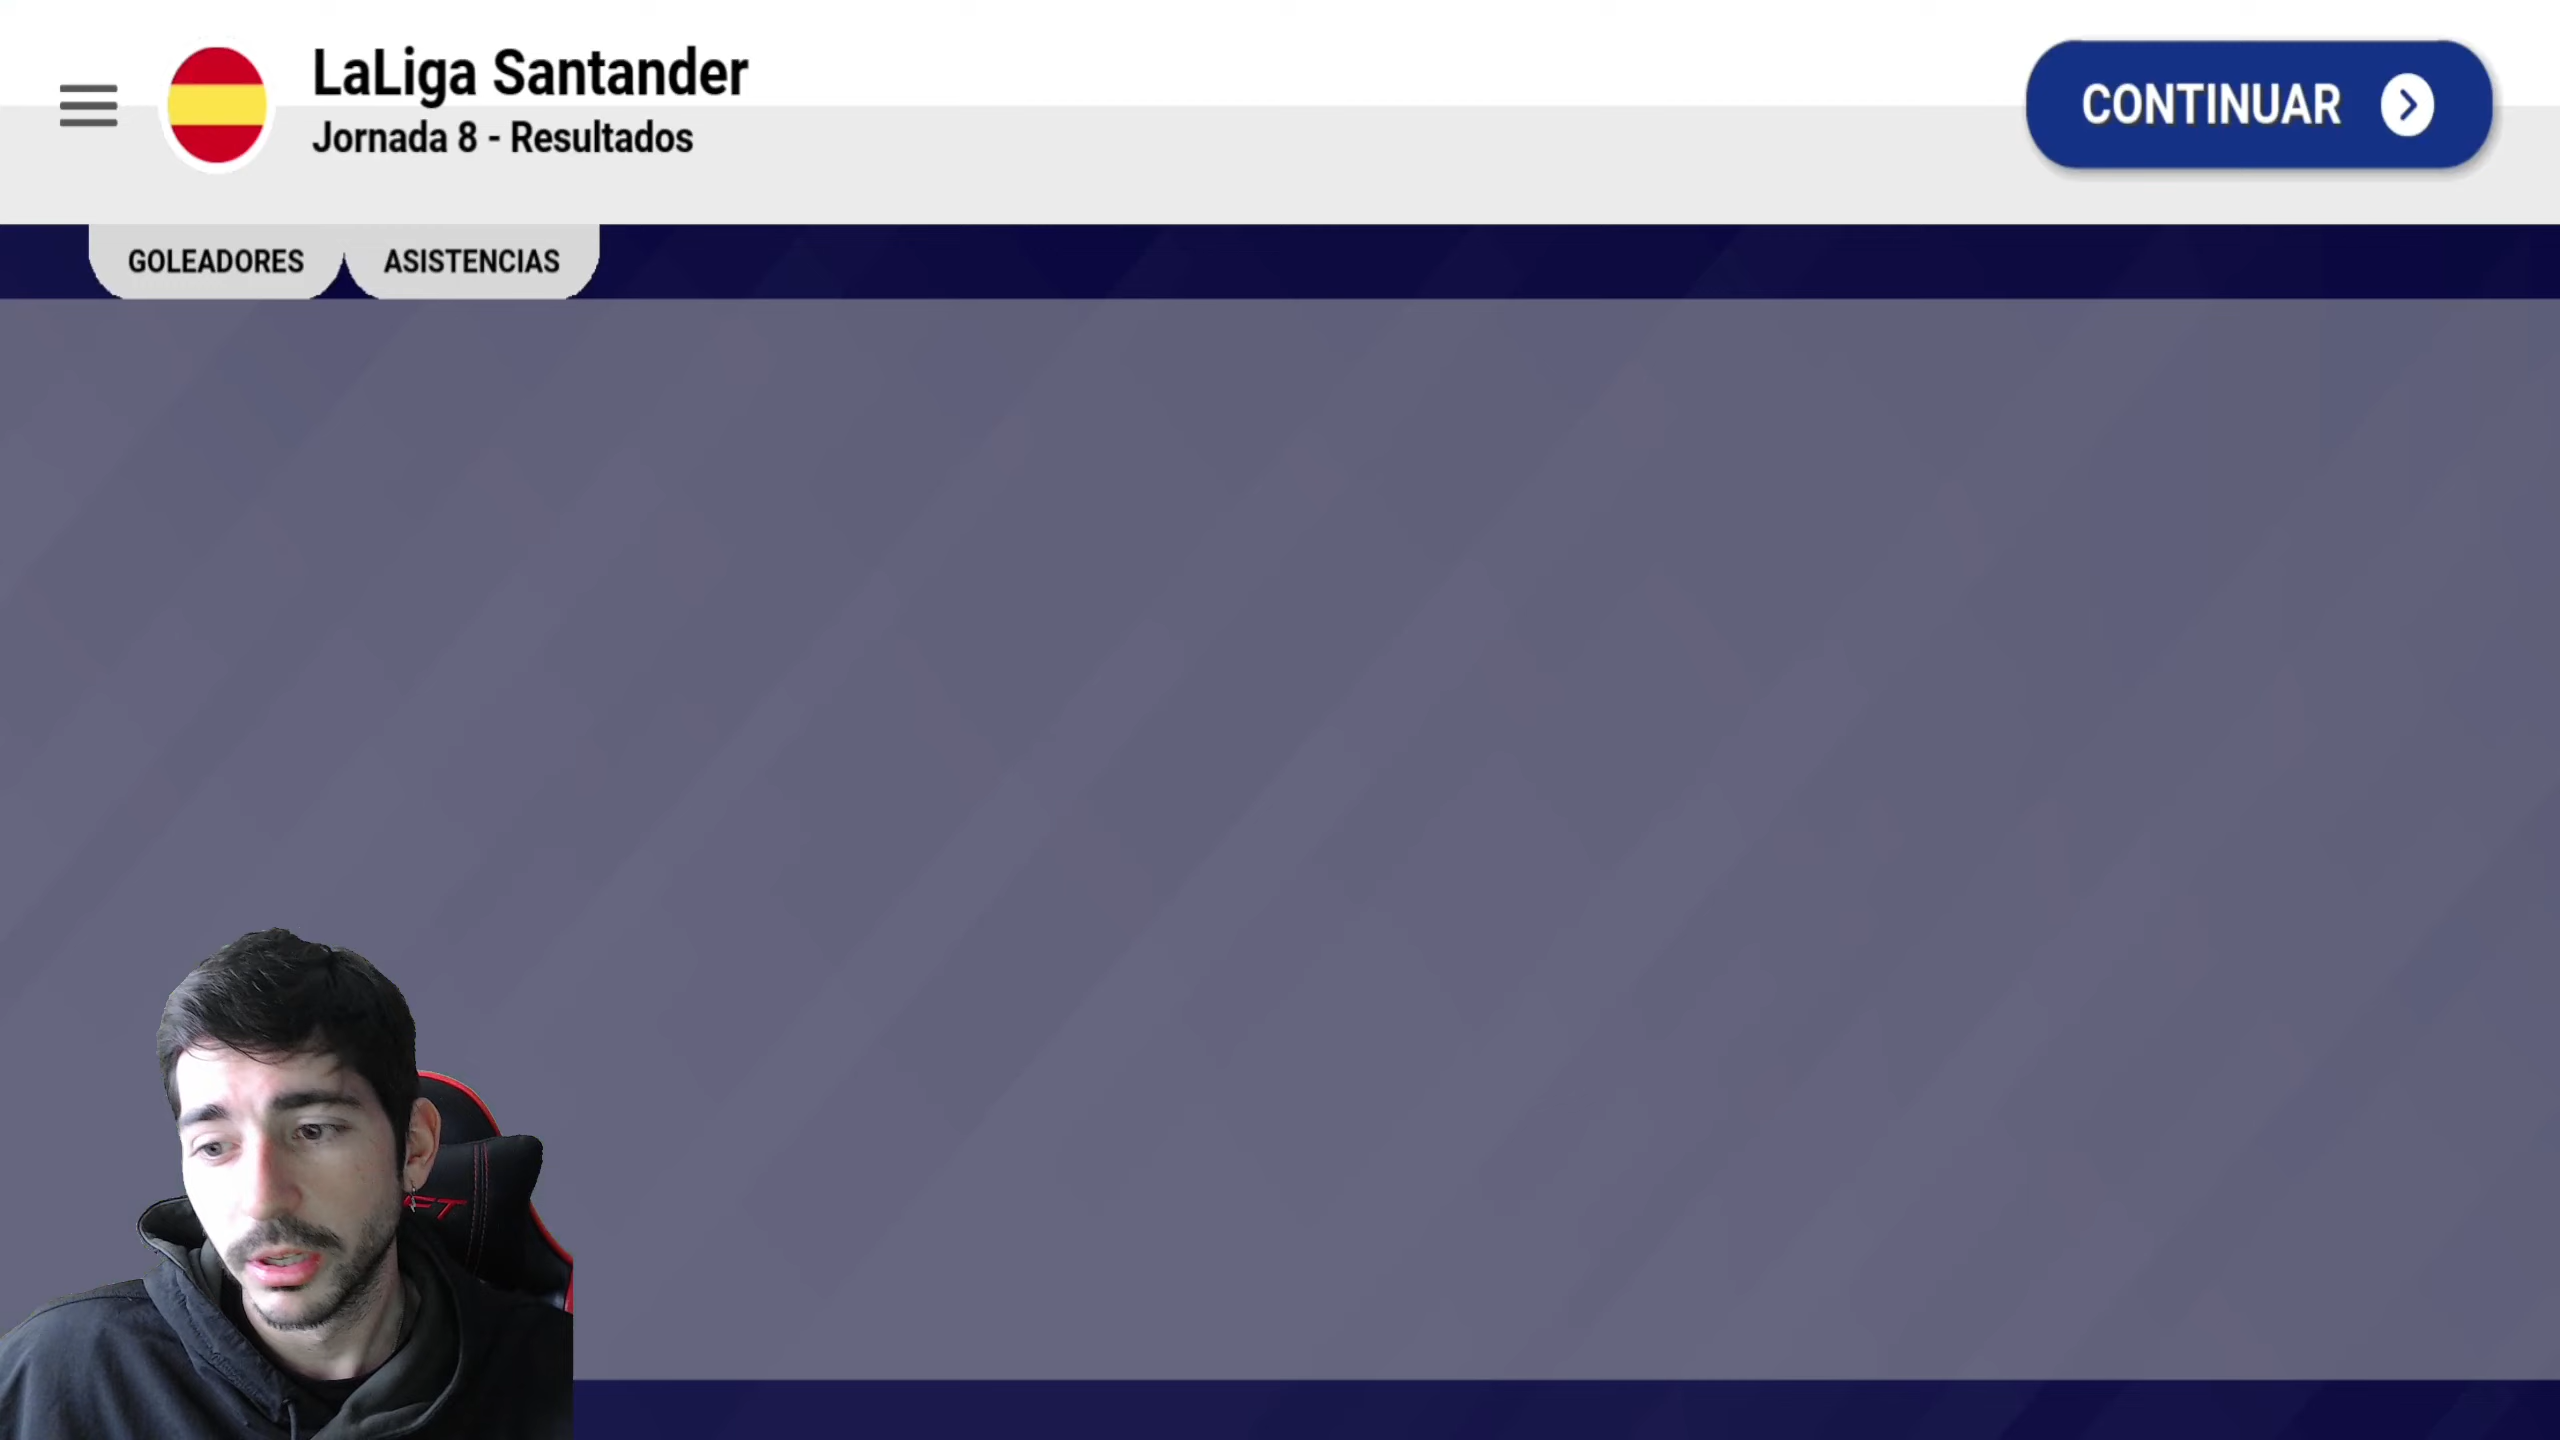 LaLiga Santander
Jornada 8 - Resultados
CONTINUAR
GOLEADORES
ASISTENCIAS